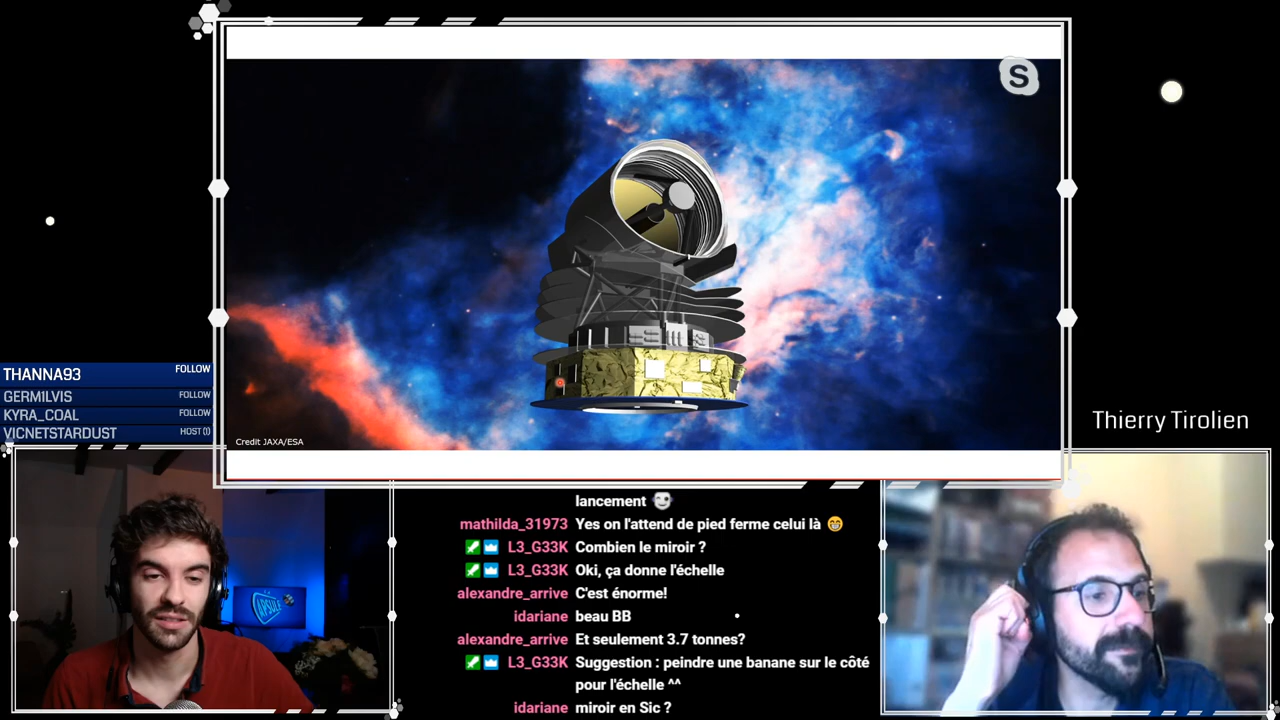 S
Credit JAXA/ESA
THANNA93 FOLLOW
GERM1LVIS FOLLOW
KYRA_COAL FOLLOW
VICNETSTARDUST HOST (1)
Thierry Tirolien
lancement
mathilda_31973 Yes on l'attend de pied ferme celui là 😁
L3_G33K Combien le miroir ?
L3_G33K Oki, ça donne l'échelle
alexandre_arrive C'est énorme!
idariane beau BB
alexandre_arrive Et seulement 3.7 tonnes?
L3_G33K Suggestion : peindre une banane sur le côté
pour l'échelle ^^
idariane miroir en Sic ?